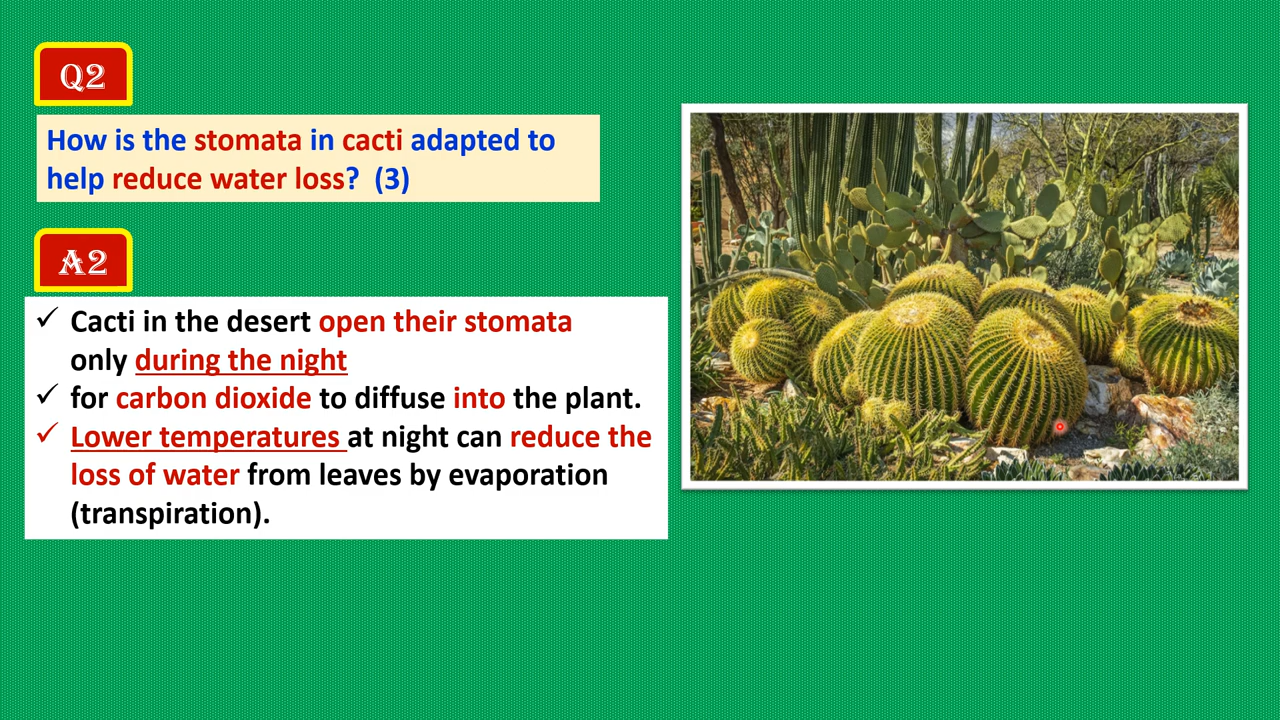 Q2
How is the stomata in cacti adapted to
help reduce water loss? (3)
A2
✓ Cacti in the desert open their stomata
only during the night
✓ for carbon dioxide to diffuse into the plant.
✓ Lower temperatures at night can reduce the
loss of water from leaves by evaporation
(transpiration).